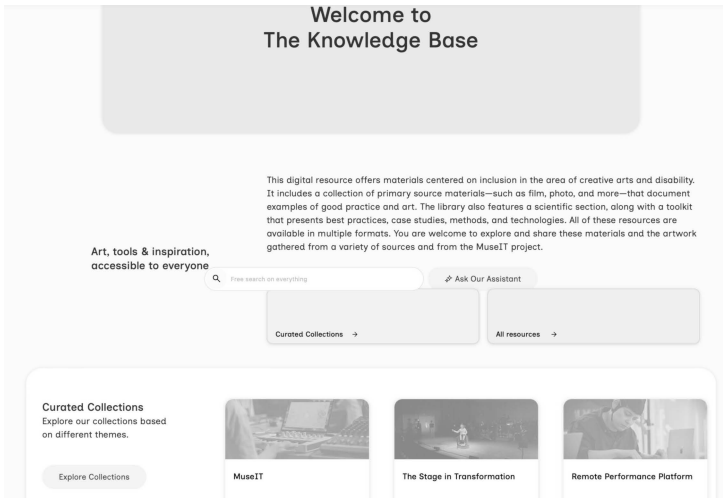 Welcome to
The Knowledge Base
This digital resource offers materials centered on inclusion in the area of creative arts and disability.
It includes a collection of primary source materials—such as film, photo, and more—that document
examples of good practice and art. The library also features a scientific section, along with a toolkit
that presents best practices, case studies, methods, and technologies. All of these resources are
available in multiple formats. You are welcome to explore and share these materials and the artwork
gathered from a variety of sources and from the MuseIT project.
Art, tools & inspiration,
accessible to everyone
Free search on everything
Ask Our Assistant
Curated Collections →
All resources →
Curated Collections
Explore our collections based
on different themes.
Explore Collections
MuseIT
The Stage in Transformation
Remote Performance Platform